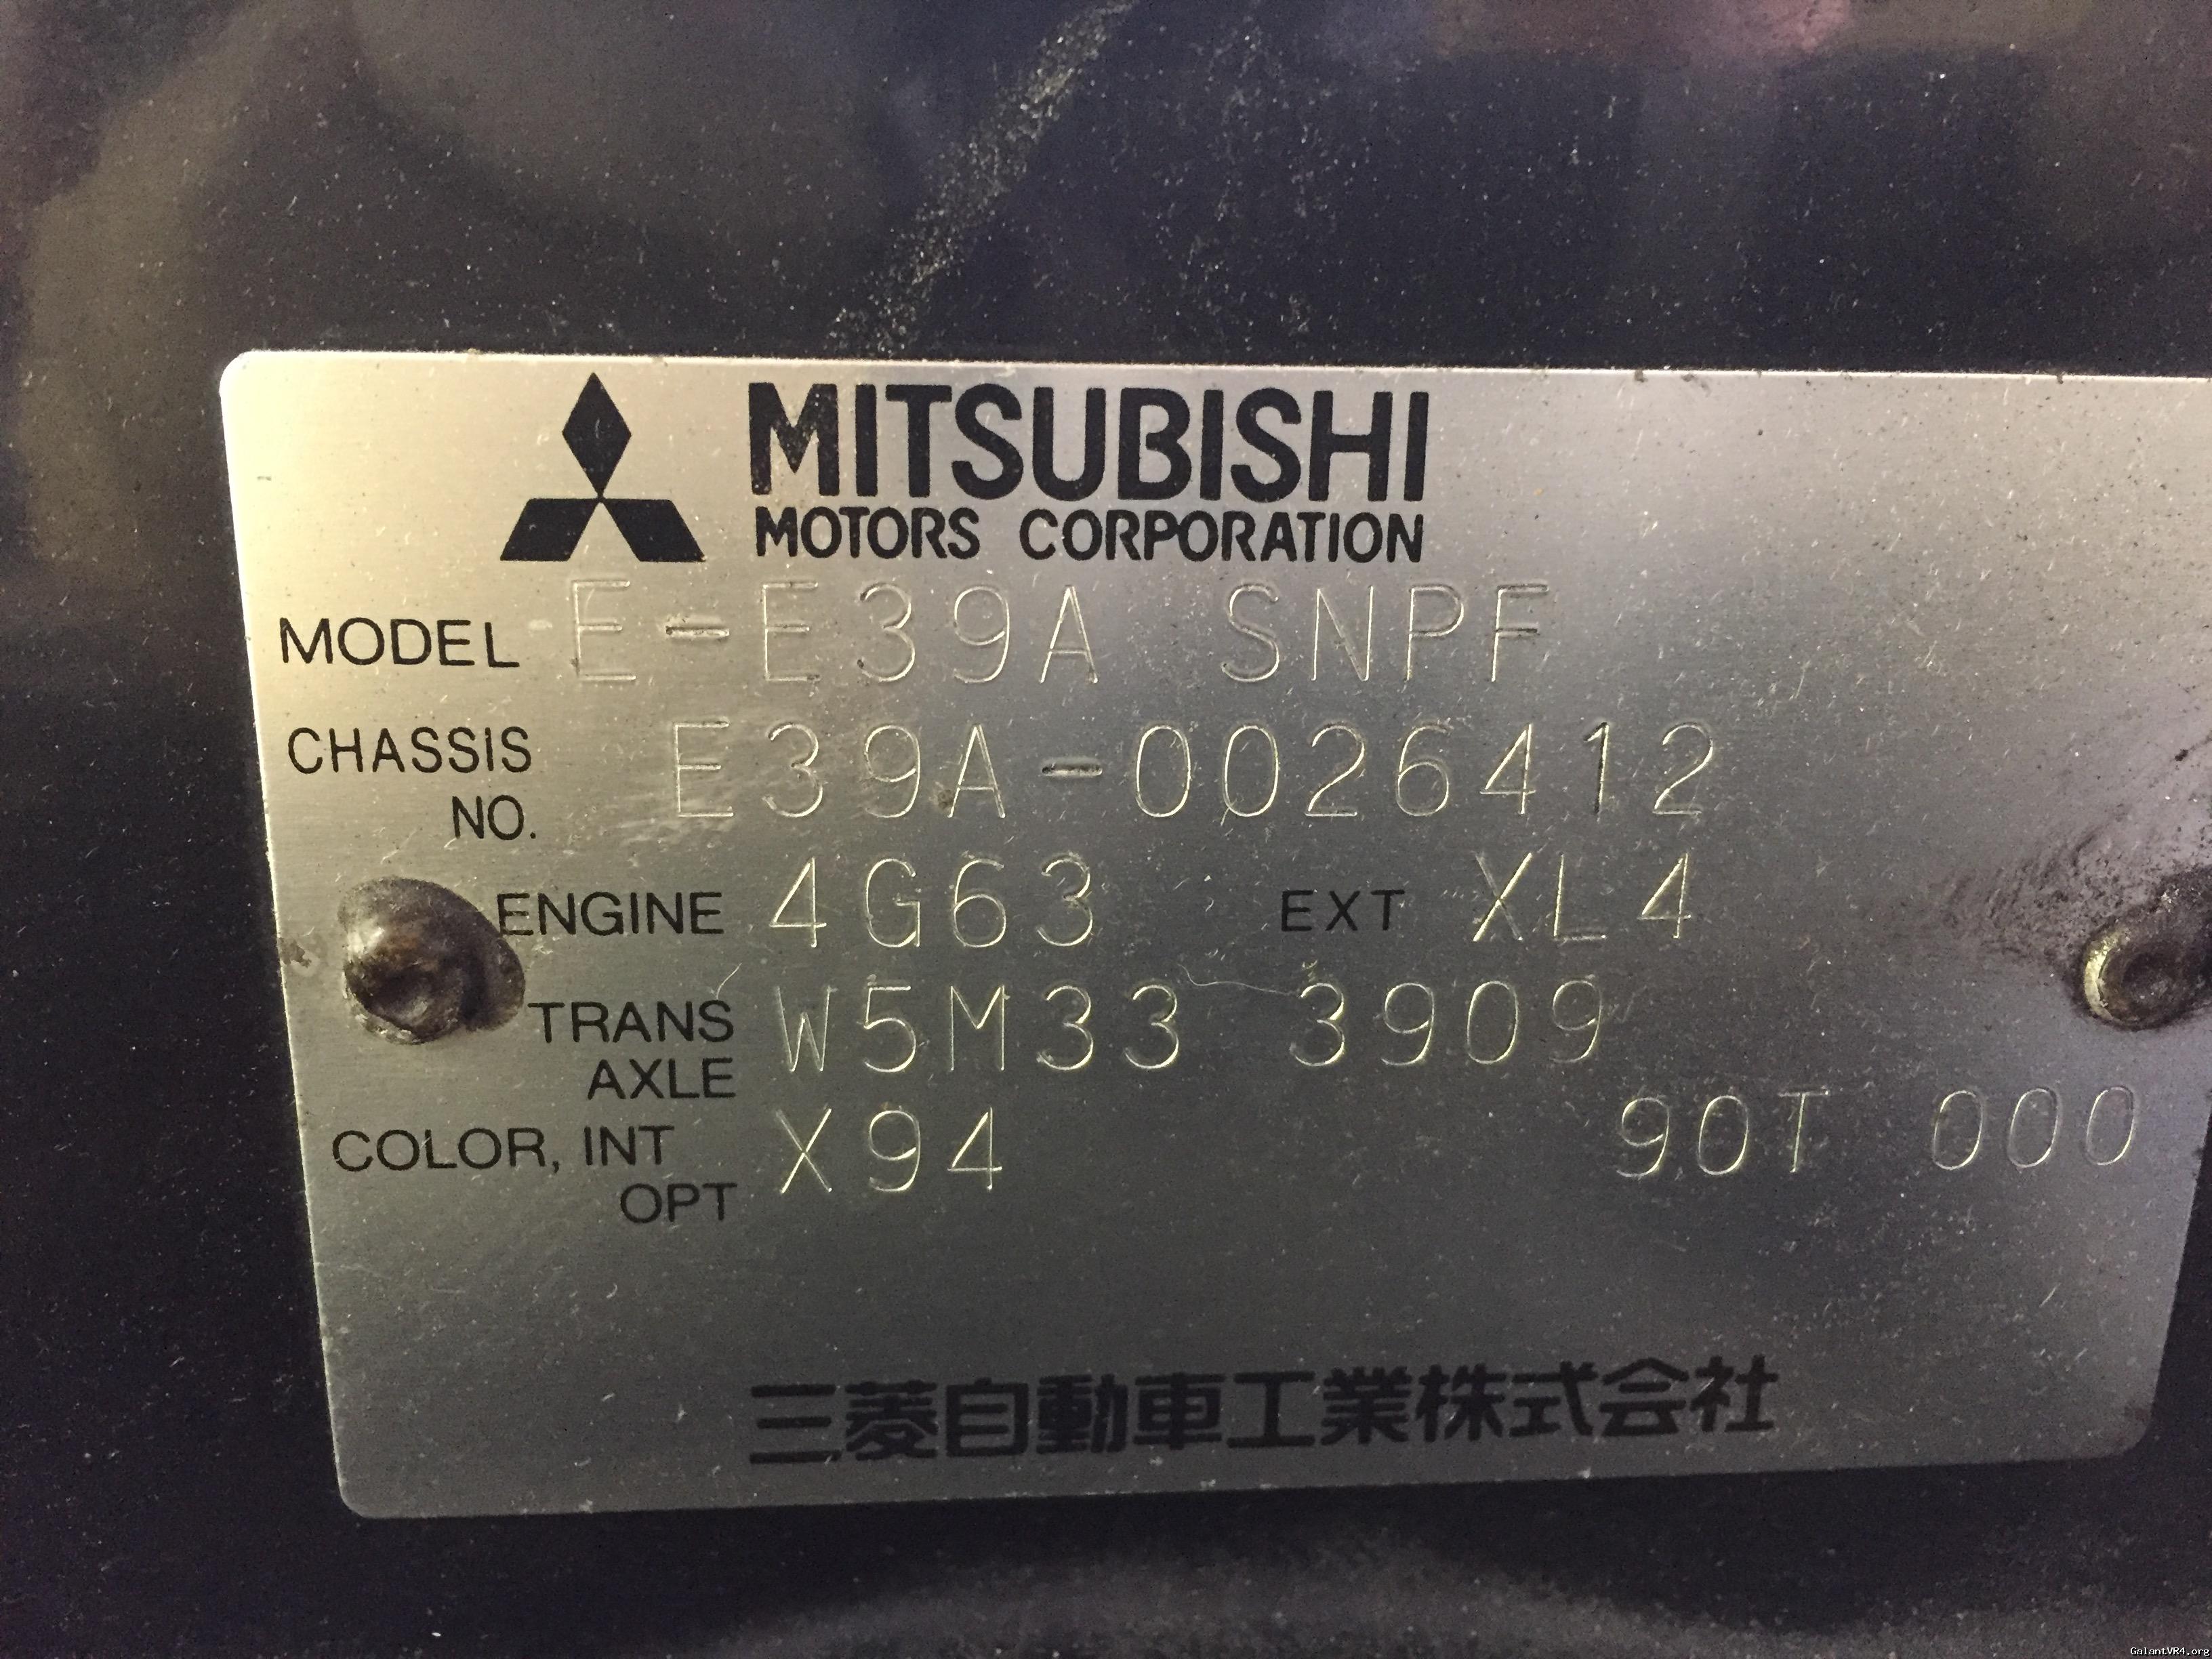 MITSUBISHI
MOTORS CORPORATION
MODEL E-E39A SNPF
CHASSIS NO. E39A-0026412
ENGINE 4G63 EXT XL4
TRANS AXLE W5M33 3909
COLOR, INT OPT X94 90T 000
三菱自動車工業株式会社
GalantVR4.org